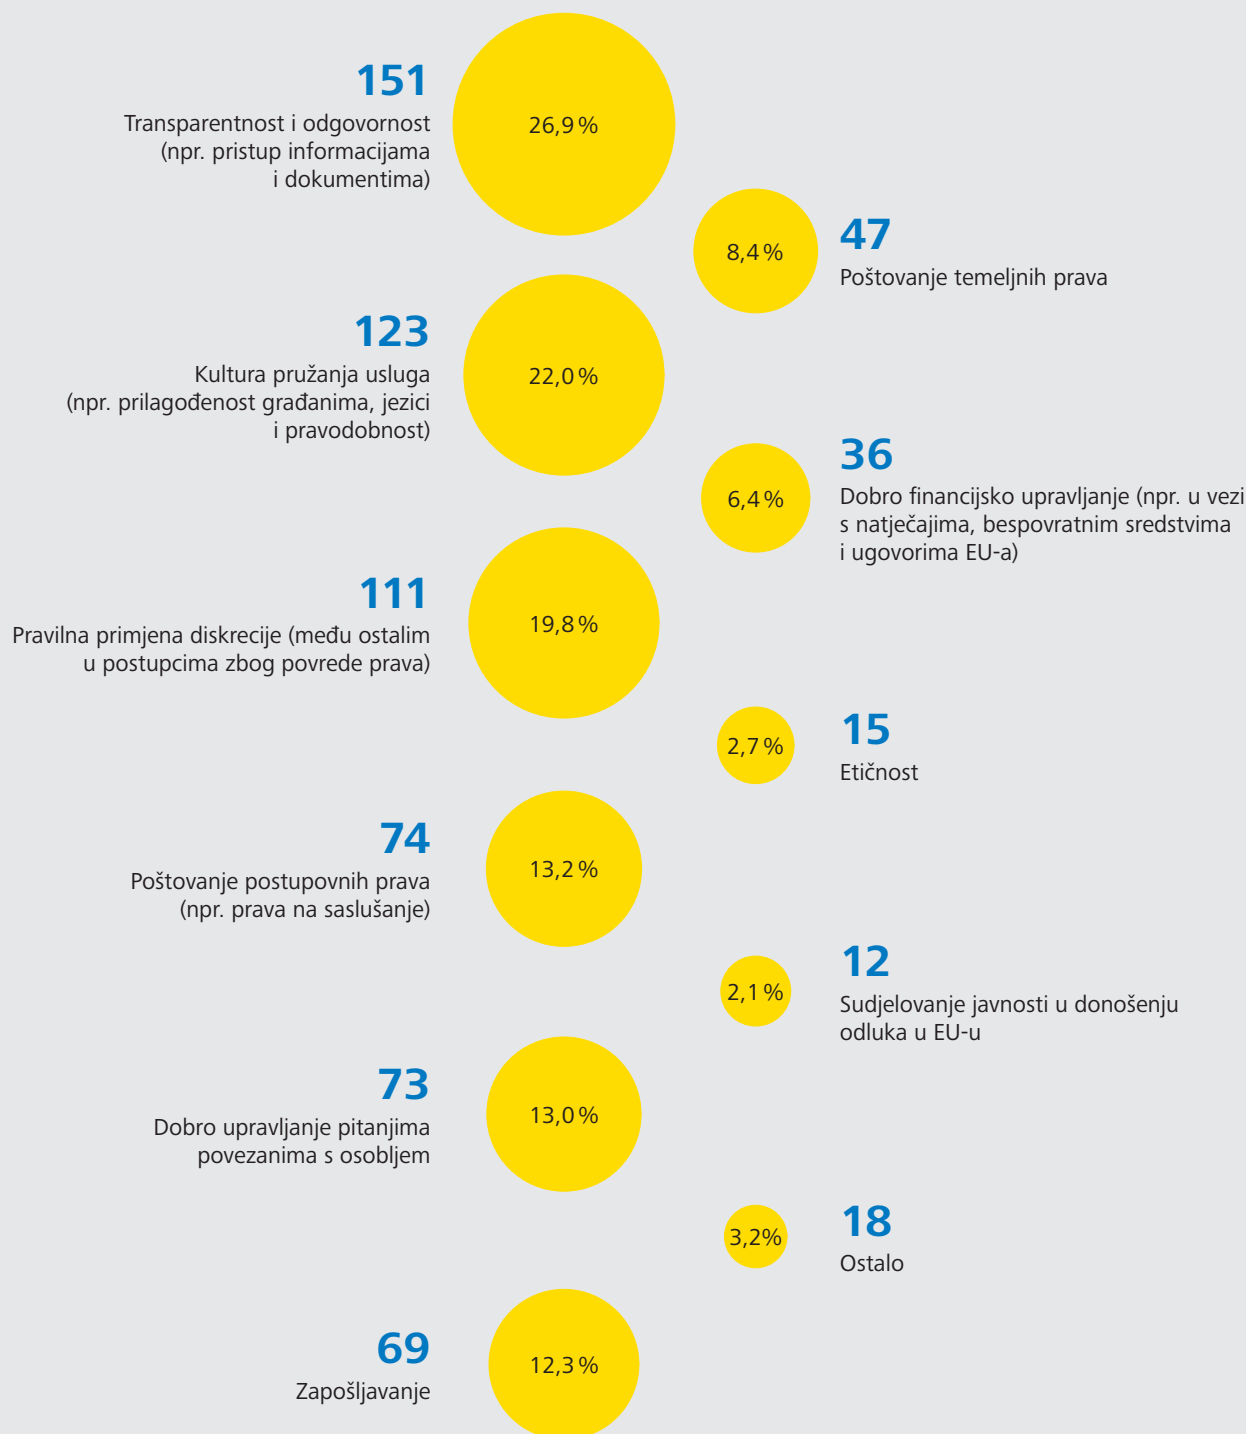 151
Transparentnost i odgovornost
(npr. pristup informacijama
i dokumentima)
26,9 %
8,4 %
47
Poštovanje temeljnih prava
123
Kultura pružanja usluga
(npr. prilagođenost građanima, jezici
i pravodobnost)
22,0 %
6,4 %
36
Dobro financijsko upravljanje (npr. u vezi
s natječajima, bespovratnim sredstvima
i ugovorima EU-a)
111
Pravilna primjena diskrecije (među ostalim
u postupcima zbog povrede prava)
19,8 %
2,7 %
15
Etičnost
74
Poštovanje postupovnih prava
(npr. prava na saslušanje)
13,2 %
2,1 %
12
Sudjelovanje javnosti u donošenju
odluka u EU-u
73
Dobro upravljanje pitanjima
povezanima s osobljem
13,0 %
3,2%
18
Ostalo
69
Zapošljavanje
12,3 %